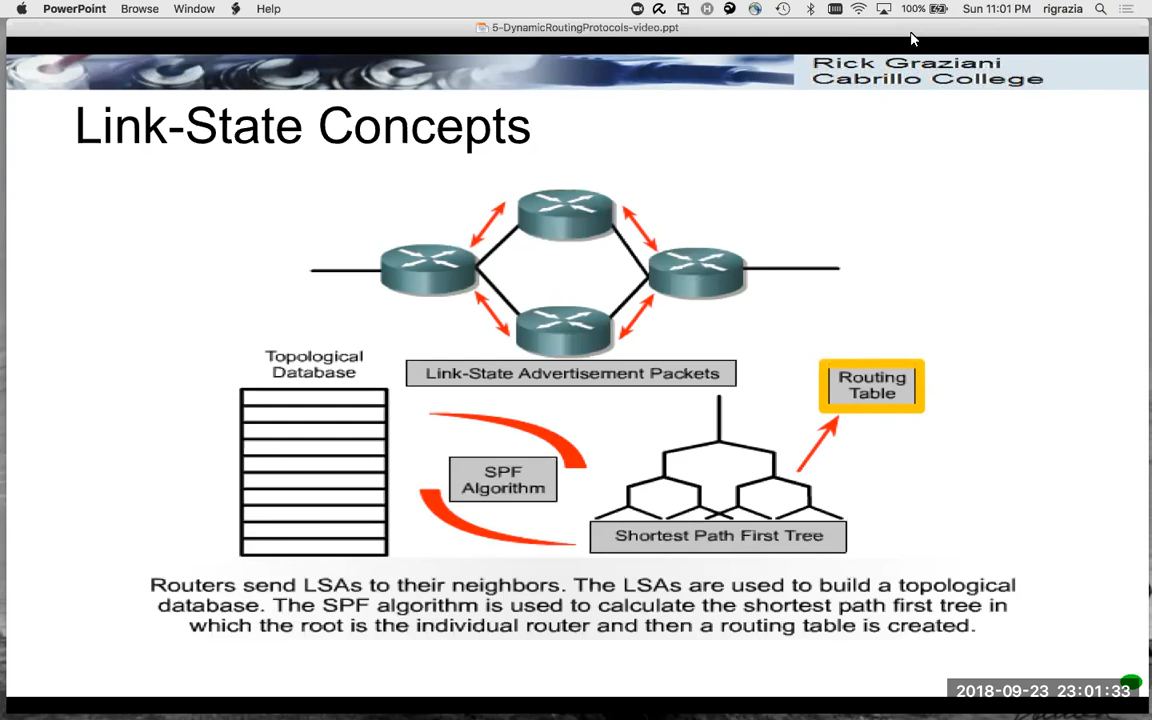 PowerPoint Browse Window Help
100% Sun 11:01 PM rigrazia
5-DynamicRoutingProtocols-video.ppt
Rick Graziani
Cabrillo College
Link-State Concepts
Topological
Database
Link-State Advertisement Packets
Routing
Table
SPF
Algorithm
Shortest Path First Tree
Routers send LSAs to their neighbors. The LSAs are used to build a topological
database. The SPF algorithm is used to calculate the shortest path first tree in
which the root is the individual router and then a routing table is created.
2018-09-23 23:01:33